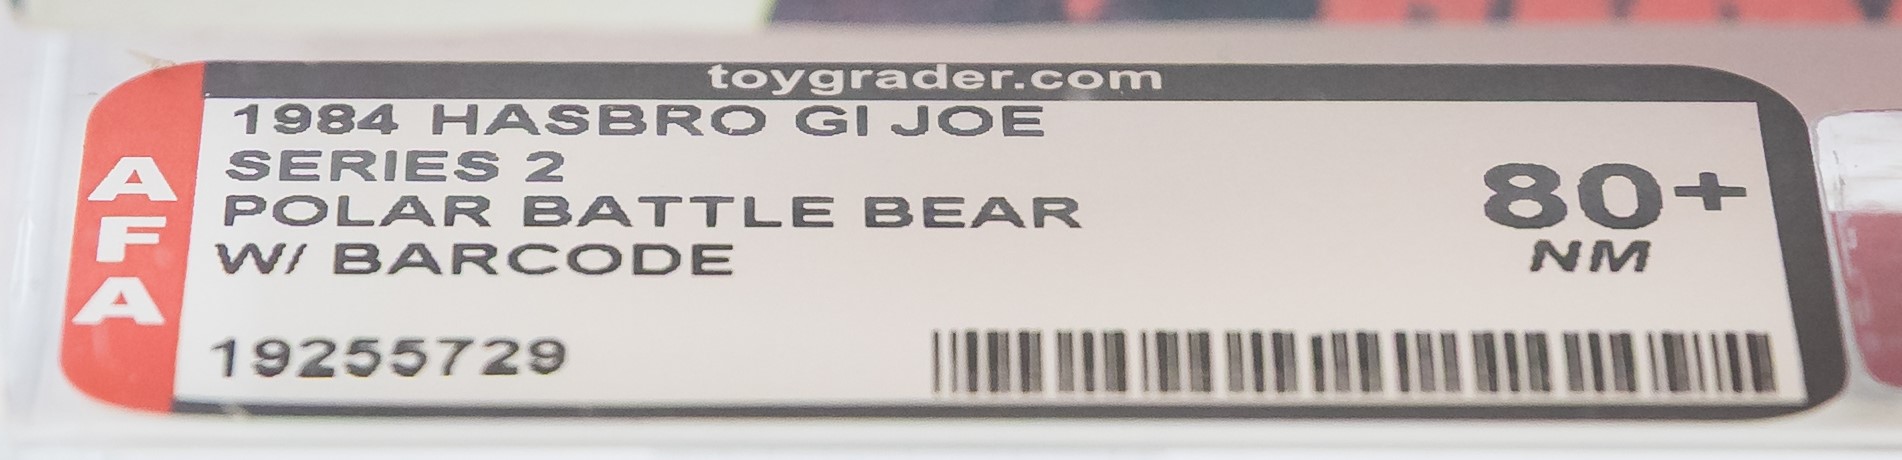 toygrader.com
AFA
1984 HASBRO GI JOE
SERIES 2
POLAR BATTLE BEAR
W/ BARCODE
80+
NM
19255729